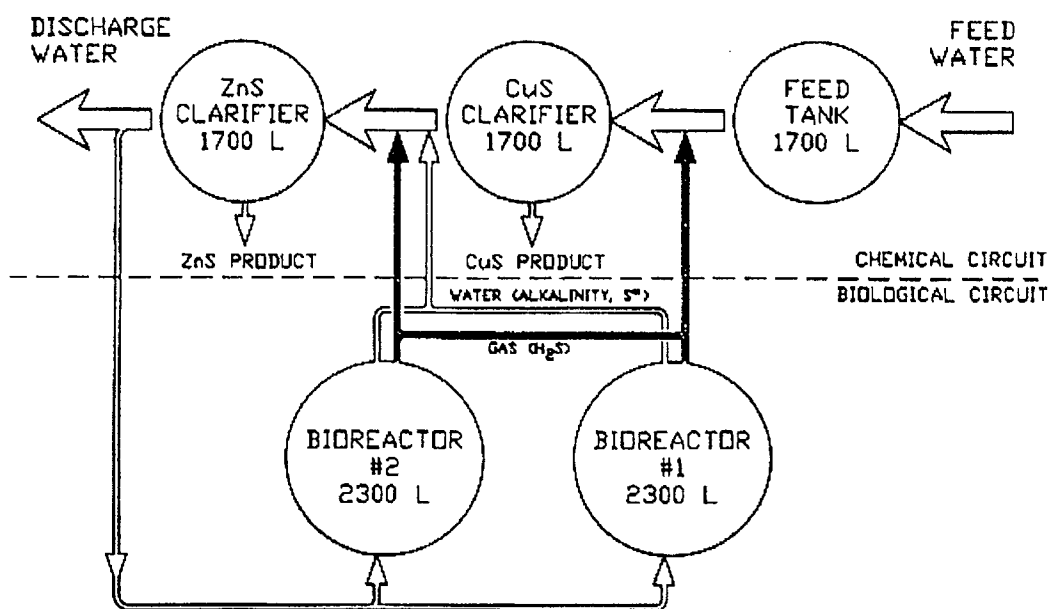 DISCHARGE
WATER
ZnS
CLARIFIER
1700 L
CuS
CLARIFIER
1700 L
FEED
TANK
1700 L
FEED
WATER
ZnS PRODUCT
CuS PRODUCT
CHEMICAL CIRCUIT
BIOLOGICAL CIRCUIT
WATER (ALKALINITY, S⁼)
GAS (H₂S)
BIOREACTOR
#2
2300 L
BIOREACTOR
#1
2300 L